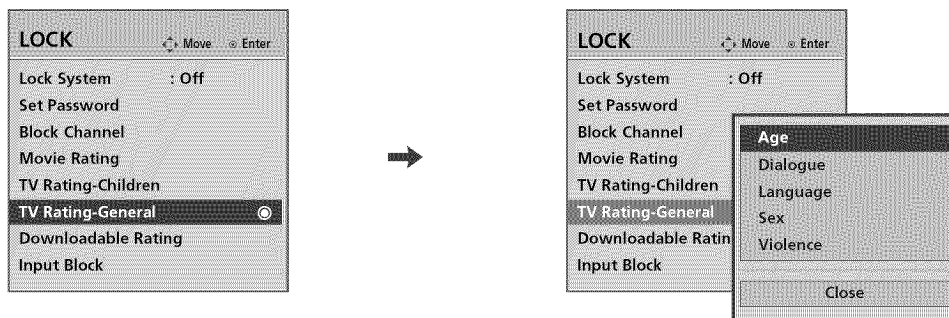 LOCK
Move Enter
Lock System : Off
Set Password
Block Channel
Movie Rating
TV Rating-Children
TV Rating-General
Downloadable Rating
Input Block
LOCK
Move Enter
Lock System : Off
Set Password
Block Channel
Movie Rating
TV Rating-Children
TV Rating-General
Downloadable Ratin
Input Block
Age
Dialogue
Language
Sex
Violence
Close